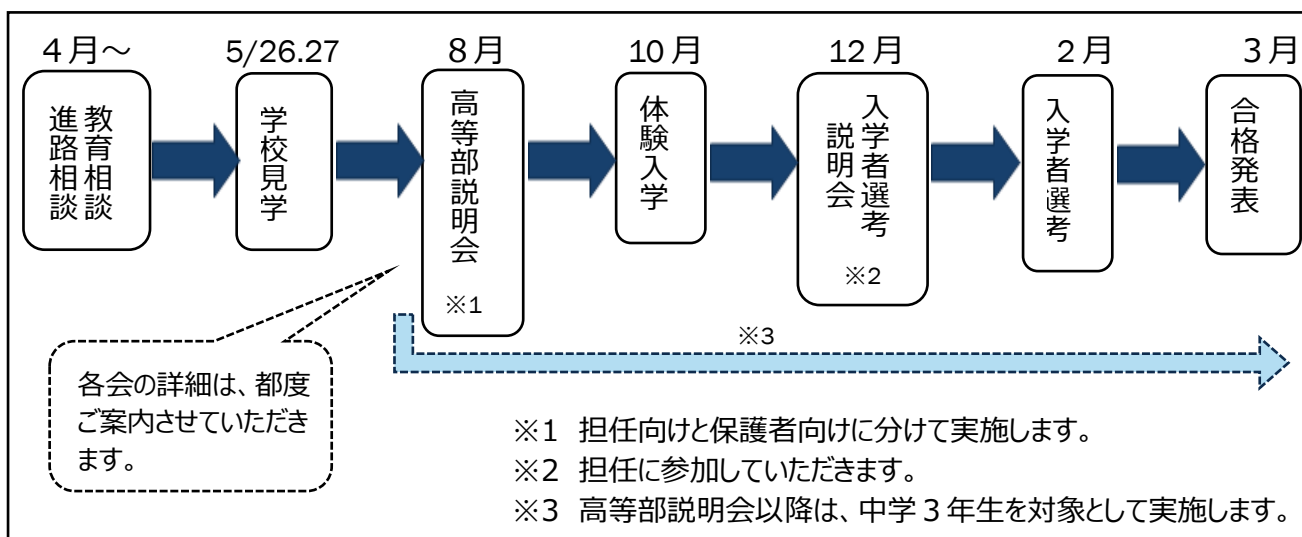 4月～
5/26.27
8月
10月
12月
2月
3月
教育相談
進路相談
学校見学
高等部説明会
※1
体験入学
入学者選考
説明会
※2
入学者選考
合格発表
※3
各会の詳細は、都度
ご案内させていただき
ます。
※1 担任向けと保護者向けに分けて実施します。
※2 担任に参加していただきます。
※3 高等部説明会以降は、中学3年生を対象として実施します。